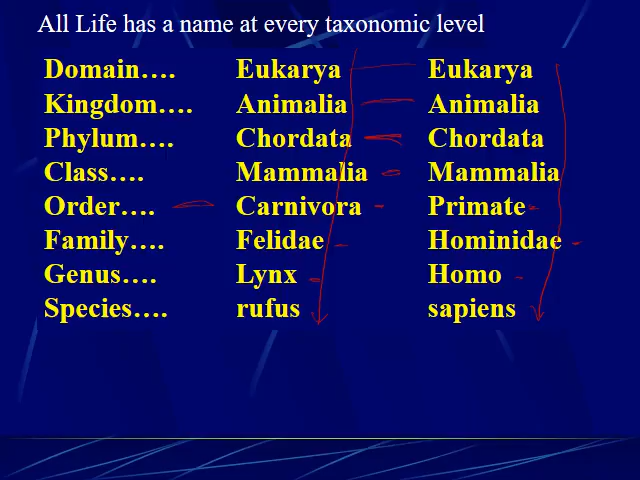 All Life has a name at every taxonomic level
Domain…. Eukarya Eukarya
Kingdom…. Animalia Animalia
Phylum…. Chordata Chordata
Class…. Mammalia Mammalia
Order…. Carnivora Primate
Family…. Felidae Hominidae
Genus…. Lynx Homo
Species…. rufus sapiens